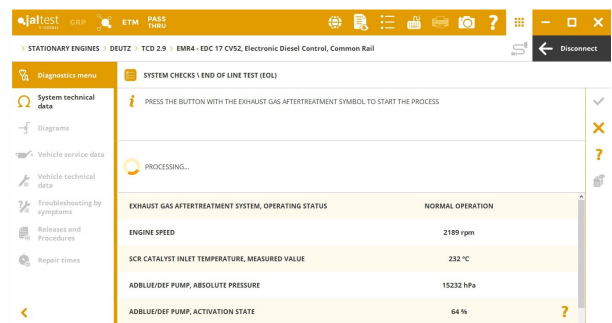 jaltest GRP ETM PASS THRU
STATIONARY ENGINES > DEUTZ > TCD 2.9 > EMR4 - EDC 17 CV52, Electronic Diesel Control, Common Rail
Disconnect
Diagnostics menu
SYSTEM CHECKS \ END OF LINE TEST (EOL)
System technical data
PRESS THE BUTTON WITH THE EXHAUST GAS AFTERTREATMENT SYMBOL TO START THE PROCESS
Diagrams
Vehicle service data
PROCESSING...
Vehicle technical data
Troubleshooting by symptoms
EXHAUST GAS AFTERTREATMENT SYSTEM, OPERATING STATUS NORMAL OPERATION
Releases and Procedures
ENGINE SPEED 2189 rpm
Repair times
SCR CATALYST INLET TEMPERATURE, MEASURED VALUE 232 °C
ADBLUE/DEF PUMP, ABSOLUTE PRESSURE 15232 hPa
ADBLUE/DEF PUMP, ACTIVATION STATE 64 %